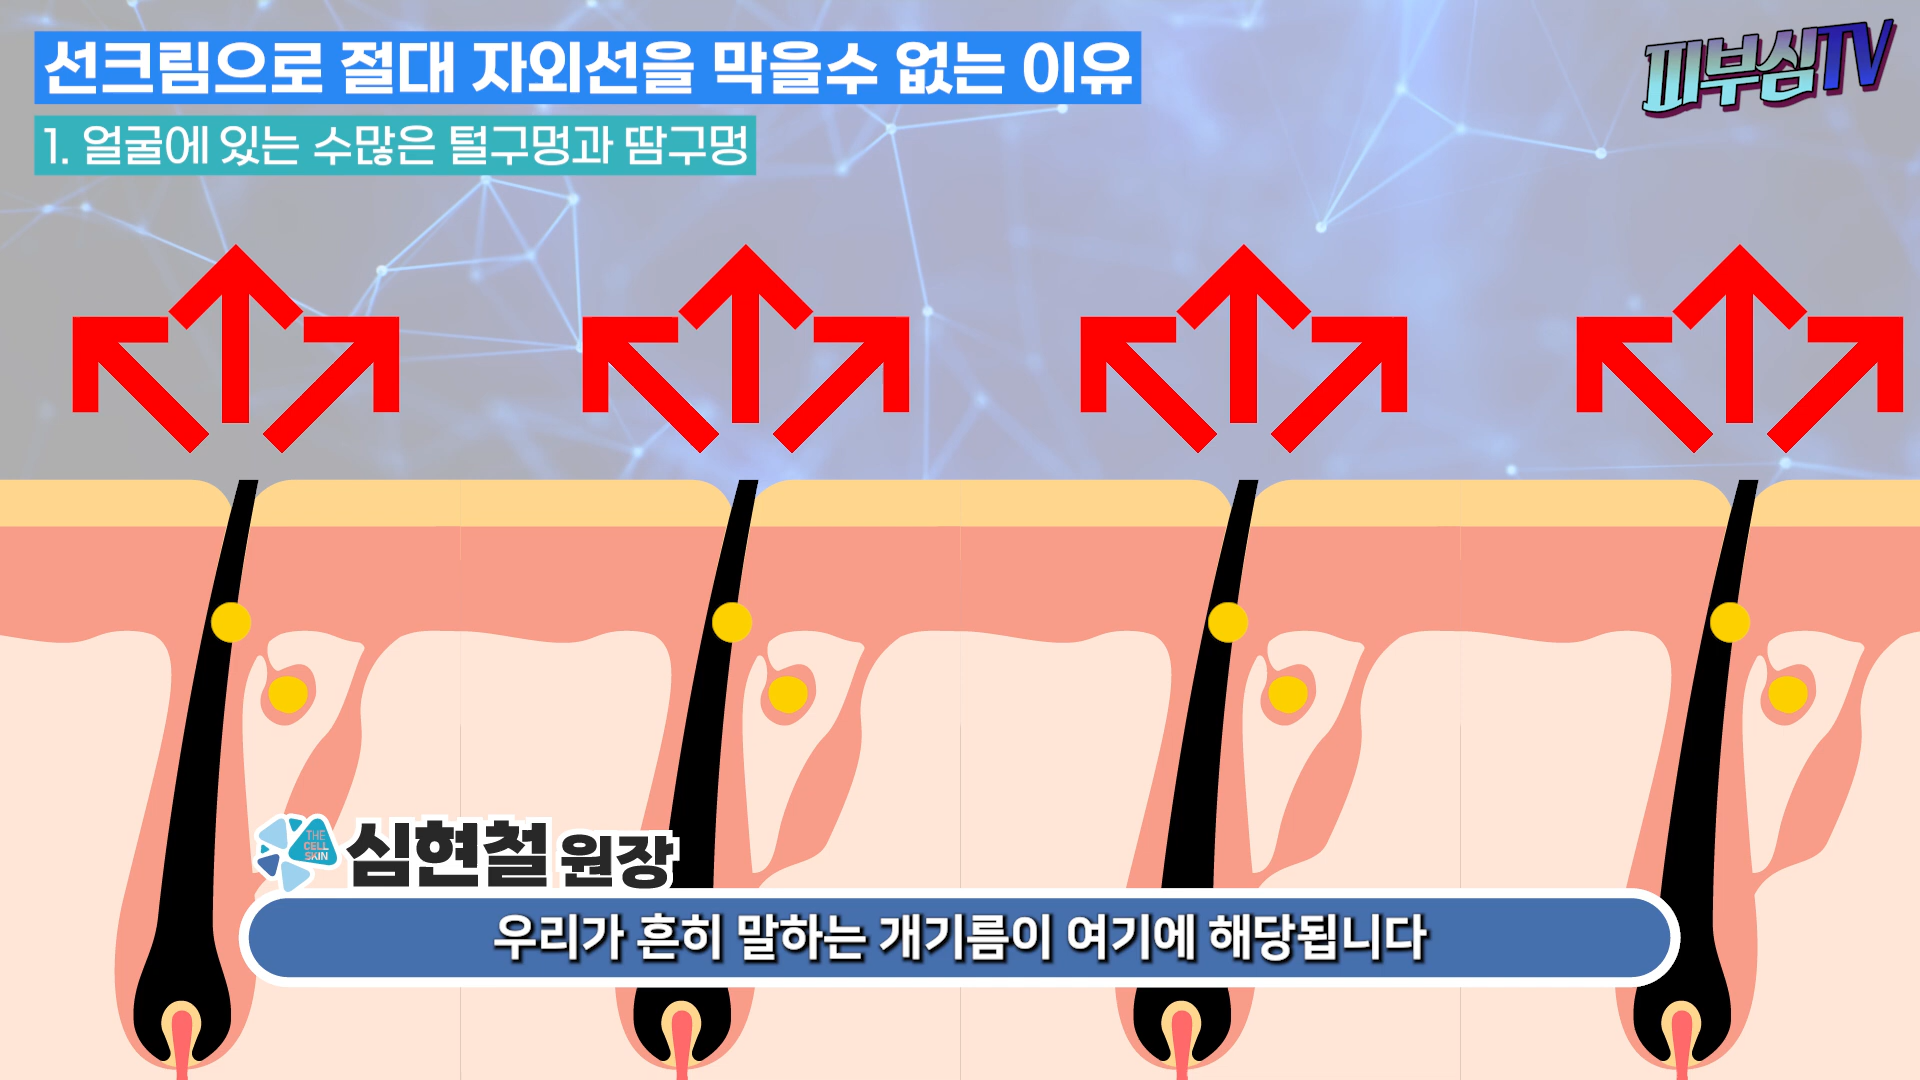 선크림으로 절대 자외선을 막을수 없는 이유
피부심TV
1. 얼굴에 있는 수많은 털구멍과 땀구멍
THE
CELL
SKIN
심현철 원장
우리가 흔히 말하는 개기름이 여기에 해당됩니다